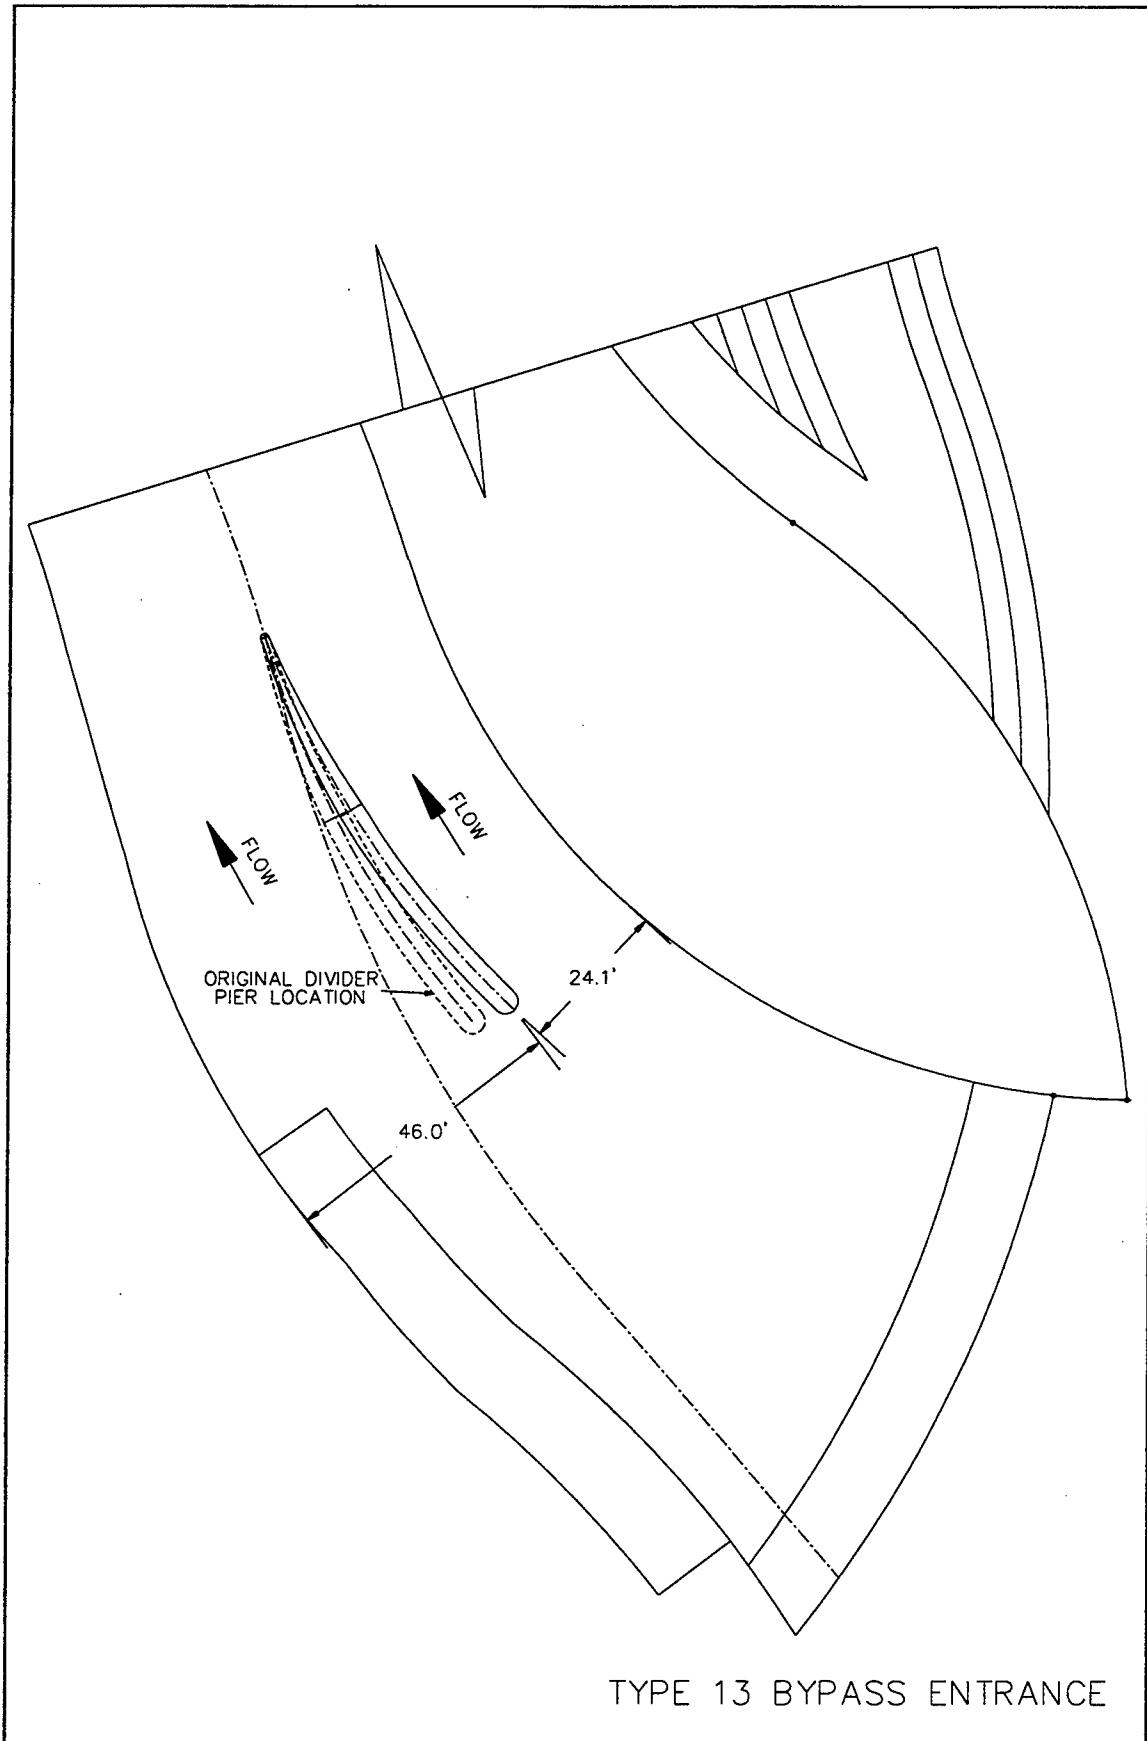 FLOW
FLOW
ORIGINAL DIVIDER
PIER LOCATION
24.1'
46.0'
TYPE 13 BYPASS ENTRANCE